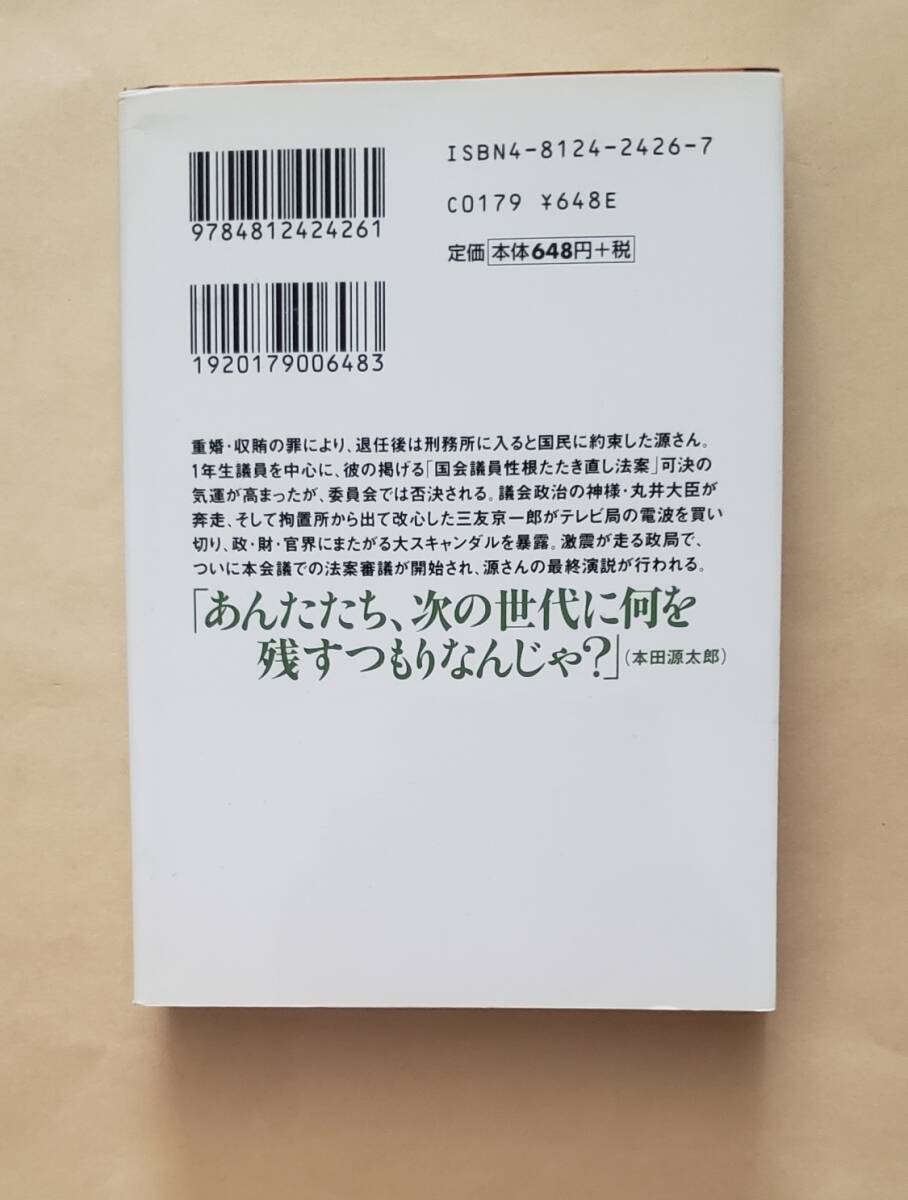 ISBN4-8124-2426-7
9784812424261
C0179 ¥648E
定価 本体648円+税
1920179006483
重婚・収賄の罪により、退任後は刑務所に入ると国民に約束した源さん。
1年生議員を中心に、彼の掲げる「国会議員性根たたき直し法案」可決の
気運が高まったが、委員会では否決される。議会政治の神様・丸井大臣が
奔走、そして拘置所から出て改心した三友京一郎がテレビ局の電波を買い
切り、政・財・官界にまたがる大スキャンダルを暴露。激震が走る政局で、
ついに本会議での法案審議が開始され、源さんの最終演説が行われる。
「あんたたち、次の世代に何を
残すつもりなんじゃ?」(本田源太郎)